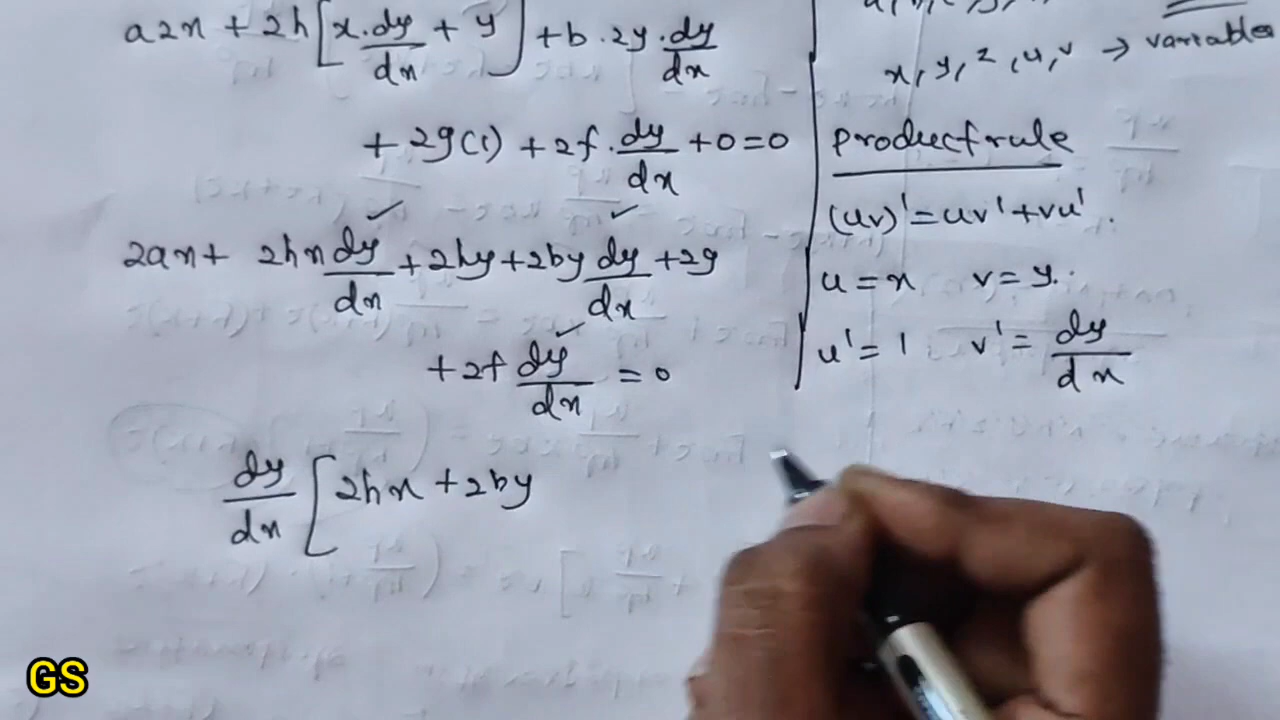 a2x + 2h[x.dy/dx + y] + b.2y.dy/dx
+ 2g(1) + 2f.dy/dx + 0 = 0
2ax + 2hx dy/dx + 2hy + 2by dy/dx + 2g
+ 2f dy/dx = 0
dy/dx [2hx + 2by
x, y, z, u, v → variables
product rule
(uv)' = uv' + vu'.
u = x v = y.
u' = 1 v' = dy/dx
GS